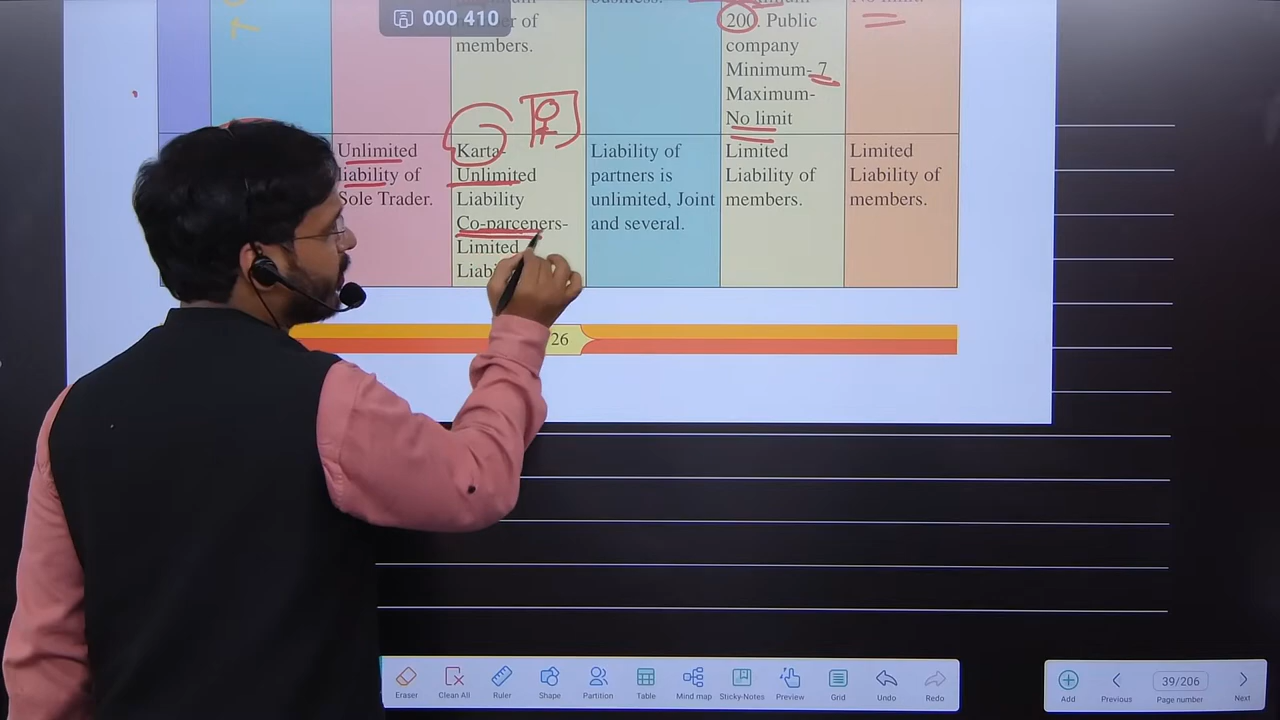 000 410
of
members.
200. Public
company
Minimum- 7
Maximum-
No limit
Unlimited
liability of
Sole Trader.
Karta-
Unlimited
Liability
Co-parceners-
Limited
Liability of
partners is
unlimited, Joint
and several.
Limited
Liability of
members.
Limited
Liability of
members.
26
Eraser
Clean All
Ruler
Shape
Partition
Table
Mind map
Sticky-Notes
Preview
Grid
Undo
Redo
Add
Previous
39/206
Page number
Next